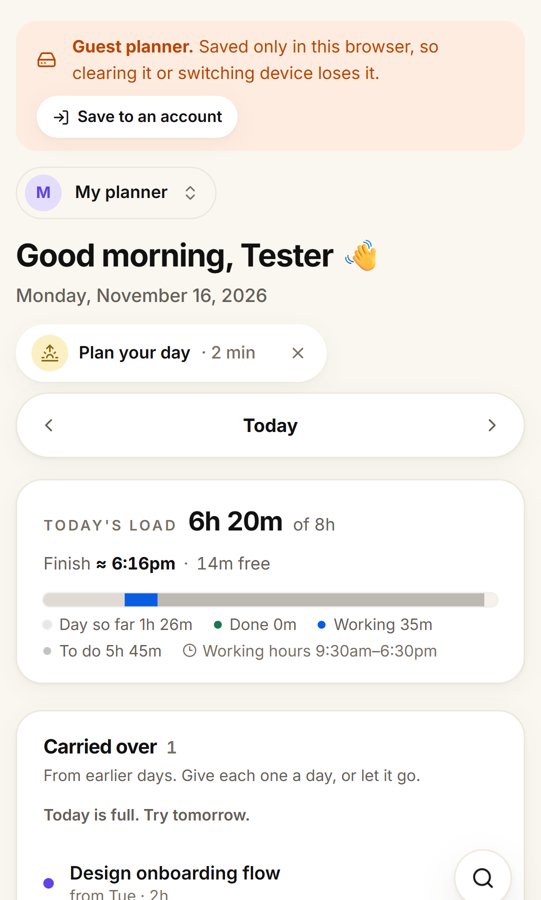 Guest planner. Saved only in this browser, so
clearing it or switching device loses it.
Save to an account
M My planner
Good morning, Tester 👋
Monday, November 16, 2026
Plan your day · 2 min
Today
TODAY'S LOAD 6h 20m of 8h
Finish ≈ 6:16pm · 14m free
Day so far 1h 26m Done 0m Working 35m
To do 5h 45m Working hours 9:30am–6:30pm
Carried over 1
From earlier days. Give each one a day, or let it go.
Today is full. Try tomorrow.
Design onboarding flow
from Tue · 2h